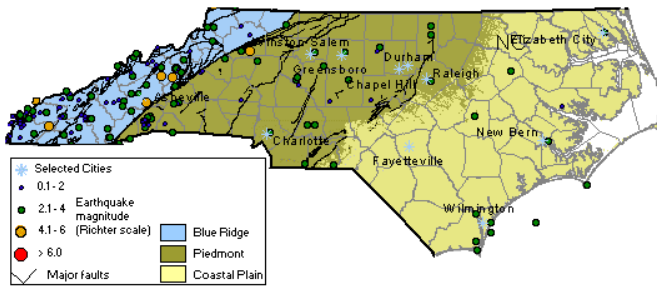 NC
Elizabeth City
Winston-Salem
Durham
Greensboro
Raleigh
Chapel Hill
Asheville
New Bern
Charlotte
Fayetteville
Wilmington
Selected Cities
0.1 - 2
2.1 - 4 Earthquake
magnitude
4.1 - 6 (Richter scale)
> 6.0
Major faults
Blue Ridge
Piedmont
Coastal Plain